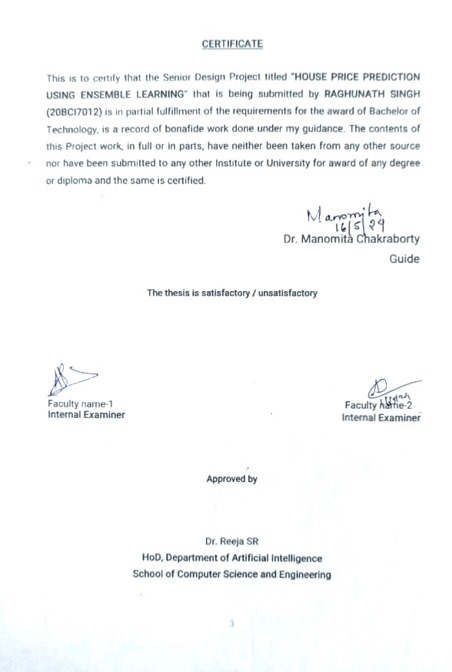 CERTIFICATE
This is to certify that the Senior Design Project titled "HOUSE PRICE PREDICTION
USING ENSEMBLE LEARNING" that is being submitted by RAGHUNATH SINGH
(20BCI7012) is in partial fulfillment of the requirements for the award of Bachelor of
Technology, is a record of bonafide work done under my guidance. The contents of
this Project work, in full or in parts, have neither been taken from any other source
nor have been submitted to any other Institute or University for award of any degree
or diploma and the same is certified.
Manomita
16/5/24
Dr. Manomita Chakraborty
Guide
The thesis is satisfactory / unsatisfactory
Faculty name-1
Internal Examiner
Faculty name-2
Internal Examiner
Approved by
Dr. Reeja SR
HoD, Department of Artificial Intelligence
School of Computer Science and Engineering
3